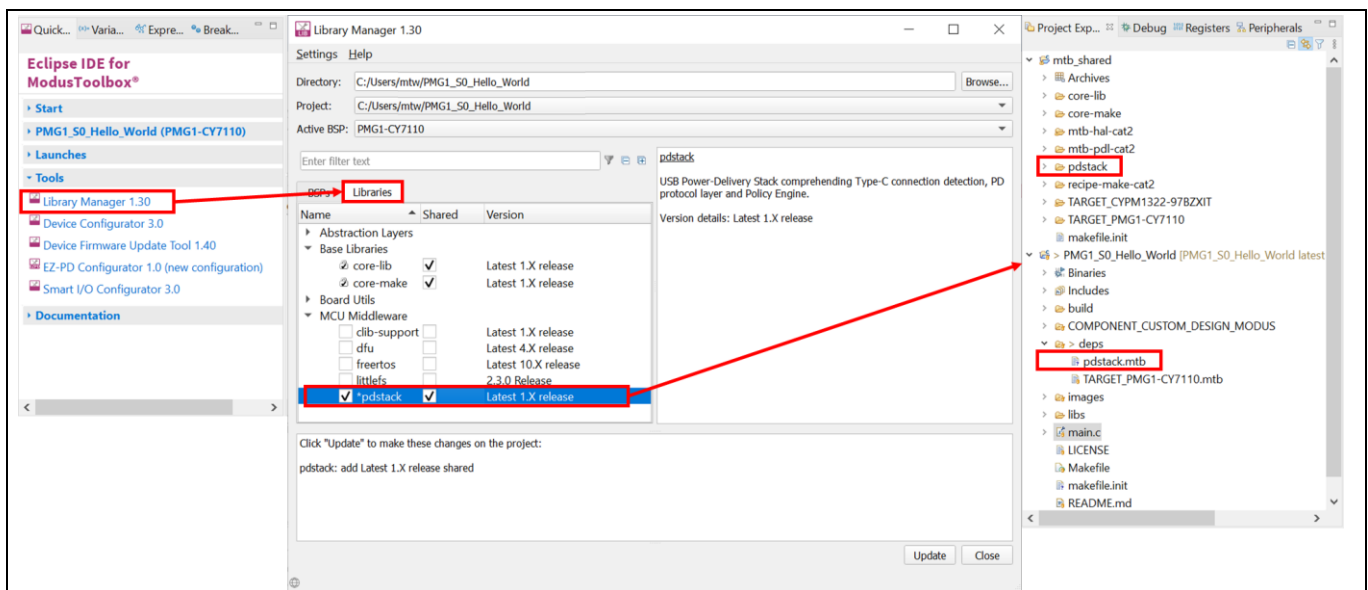 Quick...
Varia...
Expre...
Break...
Eclipse IDE for
ModusToolbox®
Start
PMG1_S0_Hello_World (PMG1-CY7110)
Launches
Tools
Library Manager 1.30
Device Configurator 3.0
Device Firmware Update Tool 1.40
EZ-PD Configurator 1.0 (new configuration)
Smart I/O Configurator 3.0
Documentation
Library Manager 1.30
Settings Help
Directory: C:/Users/mtw/PMG1_S0_Hello_World Browse...
Project: C:/Users/mtw/PMG1_S0_Hello_World
Active BSP: PMG1-CY7110
Enter filter text
BSPs Libraries
Name Shared Version
Abstraction Layers
Base Libraries
core-lib Latest 1.X release
core-make Latest 1.X release
Board Utils
MCU Middleware
clib-support Latest 1.X release
dfu Latest 4.X release
freertos Latest 10.X release
littlefs 2.3.0 Release
*pdstack Latest 1.X release
pdstack
USB Power-Delivery Stack comprehending Type-C connection detection, PD
protocol layer and Policy Engine.
Version details: Latest 1.X release
Click "Update" to make these changes on the project:
pdstack: add Latest 1.X release shared
Update Close
Project Exp...
Debug
Registers
Peripherals
mtb_shared
Archives
core-lib
core-make
mtb-hal-cat2
mtb-pdl-cat2
pdstack
recipe-make-cat2
TARGET_CYPM1322-97BZXIT
TARGET_PMG1-CY7110
makefile.init
> PMG1_S0_Hello_World [PMG1_S0_Hello_World latest
Binaries
Includes
build
COMPONENT_CUSTOM_DESIGN_MODUS
> deps
pdstack.mtb
TARGET_PMG1-CY7110.mtb
images
libs
main.c
LICENSE
Makefile
makefile.init
README.md